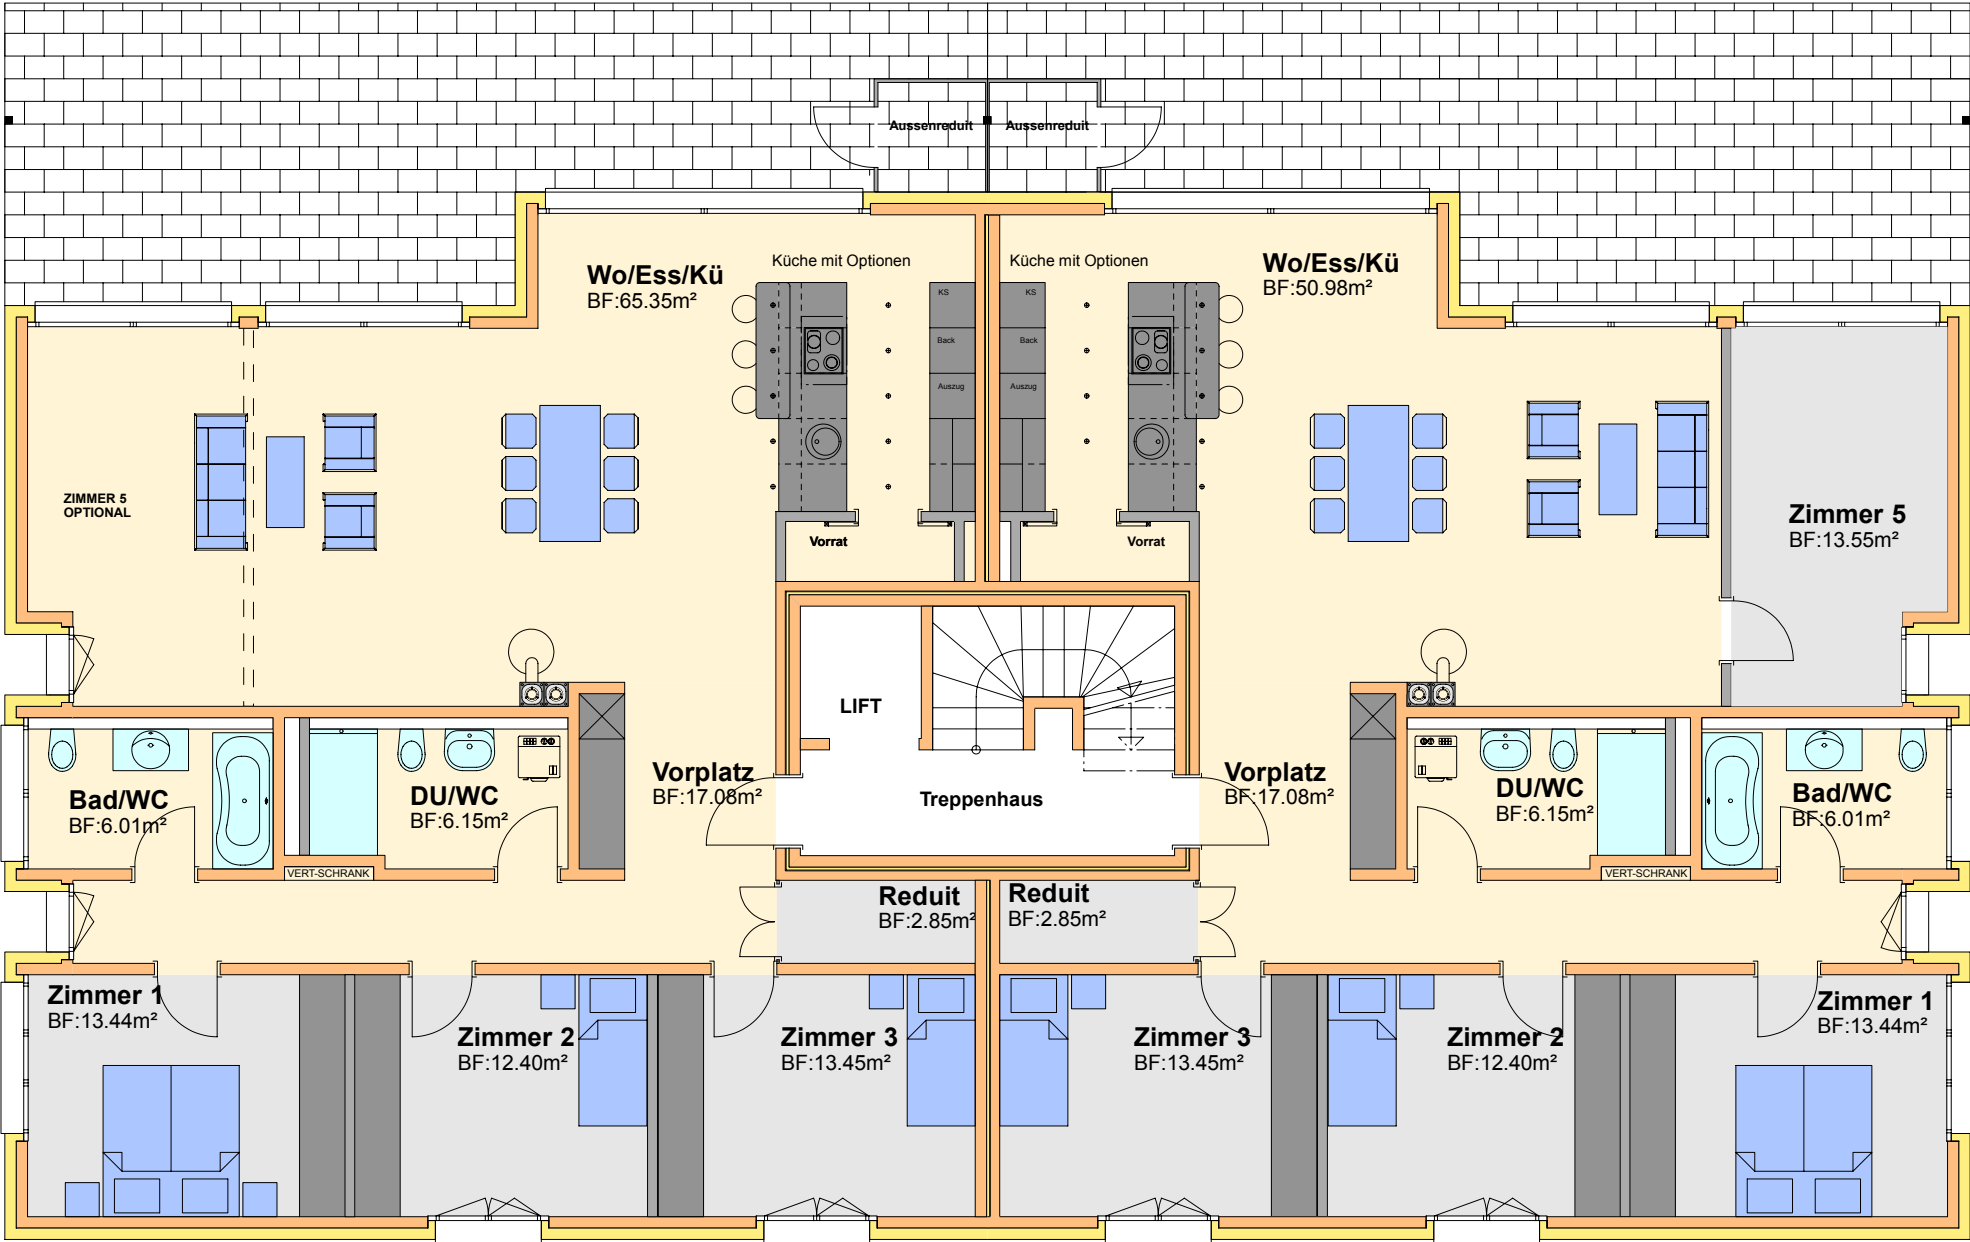 Aussenreduit
Aussenreduit
Küche mit Optionen
Küche mit Optionen
Wo/Ess/Kü
BF:65.35m²
Wo/Ess/Kü
BF:50.98m²
KS
KS
Back
Back
Auszug
Auszug
ZIMMER 5
OPTIONAL
Zimmer 5
BF:13.55m²
Vorrat
Vorrat
LIFT
Treppenhaus
Vorplatz
BF:17.08m²
Vorplatz
BF:17.08m²
Bad/WC
BF:6.01m²
DU/WC
BF:6.15m²
DU/WC
BF:6.15m²
Bad/WC
BF:6.01m²
VERT-SCHRANK
VERT-SCHRANK
Reduit
BF:2.85m²
Reduit
BF:2.85m²
Zimmer 1
BF:13.44m²
Zimmer 2
BF:12.40m²
Zimmer 3
BF:13.45m²
Zimmer 3
BF:13.45m²
Zimmer 2
BF:12.40m²
Zimmer 1
BF:13.44m²